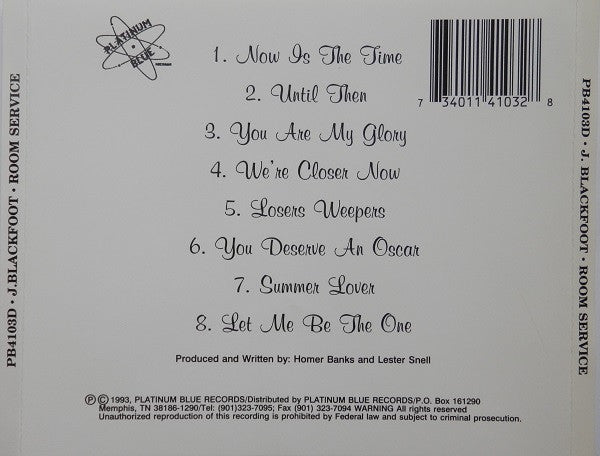 PLATINUM
BLUE
RECORDS
1. Now Is The Time
2. Until Then
3. You Are My Glory
4. We're Closer Now
5. Losers Weepers
6. You Deserve An Oscar
7. Summer Lover
8. Let Me Be The One
7 34011 41032 8
Produced and Written by: Homer Banks and Lester Snell
Ⓟ©1993, PLATINUM BLUE RECORDS/Distributed by PLATINUM BLUE RECORDS/P.O. Box 161290
Memphis, TN 38186-1290/Tel: (901)323-7095; Fax (901) 323-7094 WARNING All rights reserved
Unauthorized reproduction of this recording is prohibited by Federal law and subject to criminal prosecution.
PB4103D • J.BLACKFOOT • ROOM SERVICE
PB4103D • J. BLACKFOOT • ROOM SERVICE